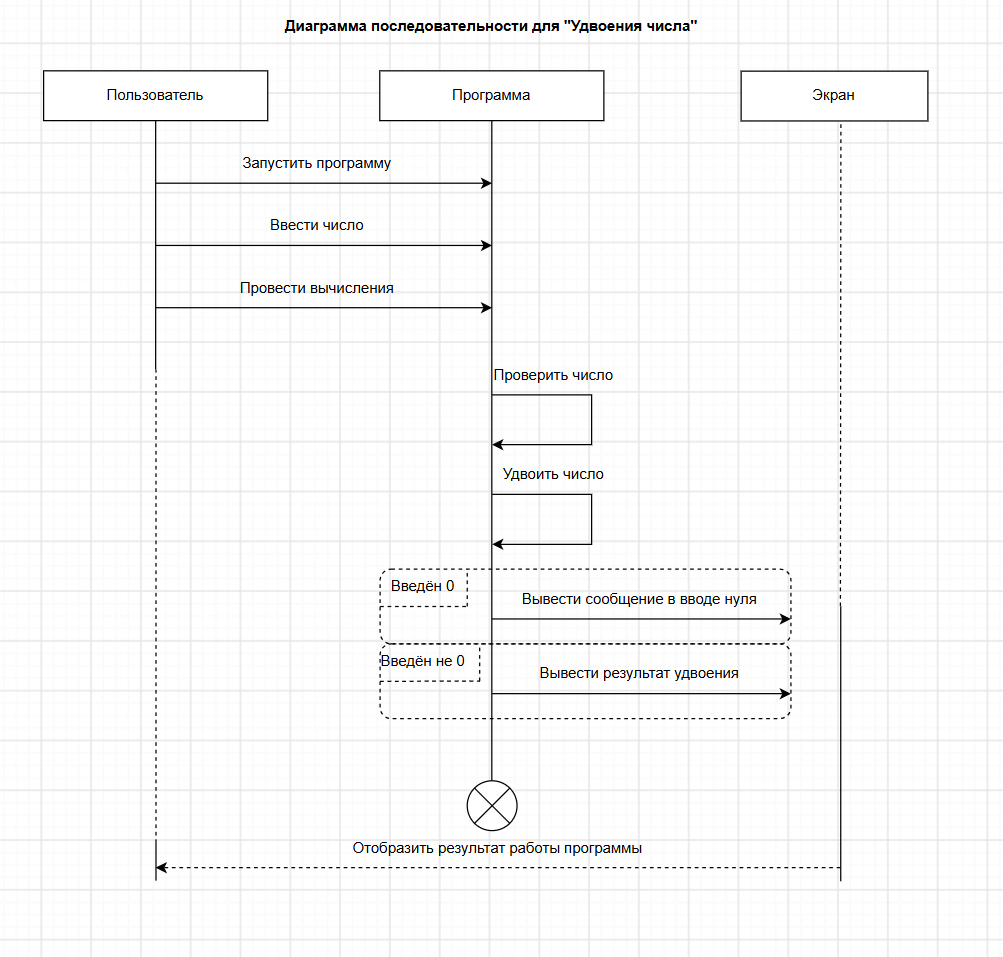 Диаграмма последовательности для "Удвоения числа"
Пользователь
Программа
Экран
Запустить программу
Ввести число
Провести вычисления
Проверить число
Удвоить число
Введён 0
Вывести сообщение в вводе нуля
Введён не 0
Вывести результат удвоения
Отобразить результат работы программы